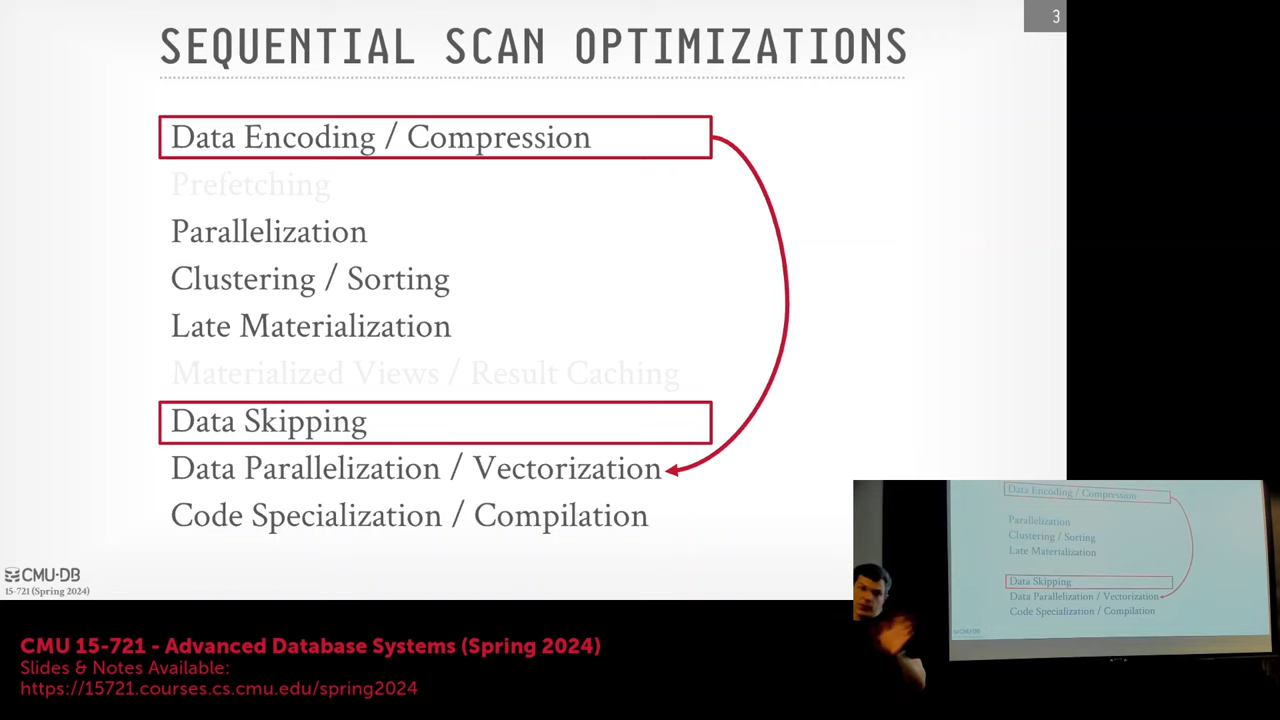 3
SEQUENTIAL SCAN OPTIMIZATIONS
Data Encoding / Compression
Prefetching
Parallelization
Clustering / Sorting
Late Materialization
Materialized Views / Result Caching
Data Skipping
Data Parallelization / Vectorization
Code Specialization / Compilation
CMU·DB
15-721 (Spring 2024)
Data Encoding / Compression
Parallelization
Clustering / Sorting
Late Materialization
Data Skipping
Data Parallelization / Vectorization
Code Specialization / Compilation
CMU 15-721 - Advanced Database Systems (Spring 2024)
Slides & Notes Available:
https://15721.courses.cs.cmu.edu/spring2024